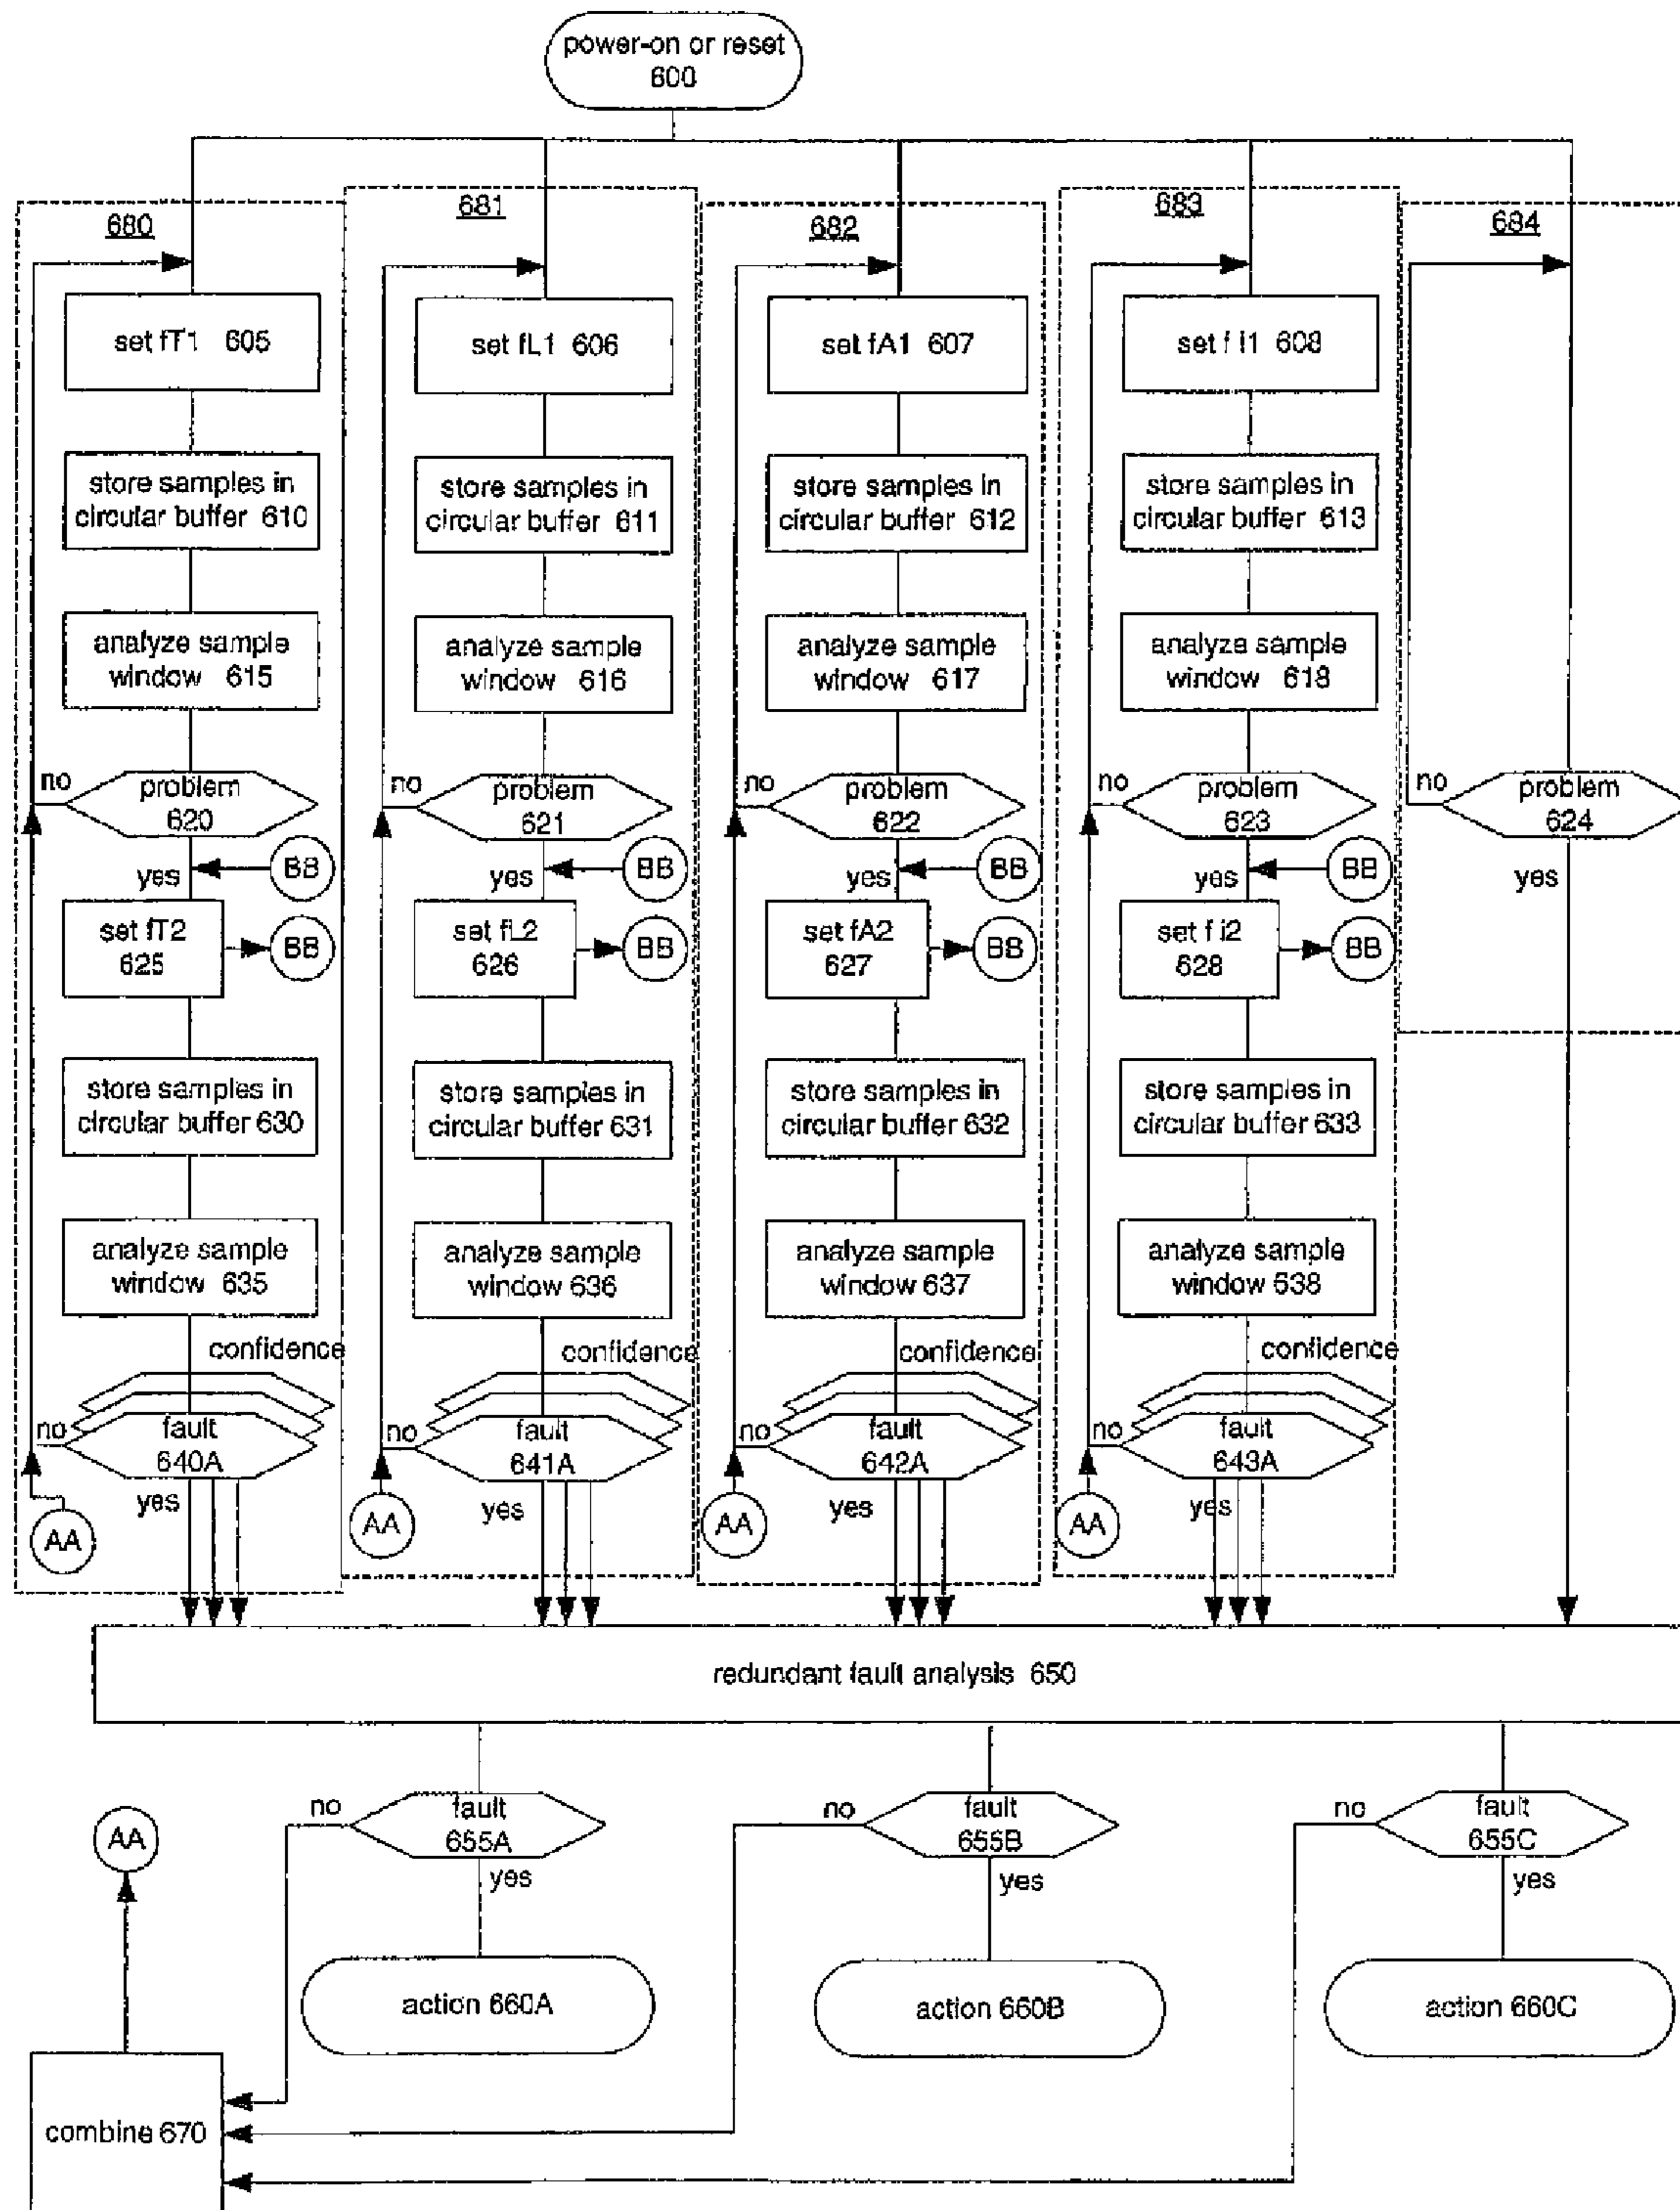 power-on or reset
600
680
681
682
683
684
set fT1 605
set fL1 606
set fA1 607
set f i1 608
store samples in
circular buffer 610
store samples in
circular buffer 611
store samples in
circular buffer 612
store samples in
circular buffer 613
analyze sample
window 615
analyze sample
window 616
analyze sample
window 617
analyze sample
window 618
no
problem
620
no
problem
621
no
problem
622
no
problem
623
no
problem
624
yes
BB
yes
BB
yes
BB
yes
BB
yes
set fT2
625
BB
set fL2
626
BB
set fA2
627
BB
set f i2
628
BB
store samples in
circular buffer 630
store samples in
circular buffer 631
store samples in
circular buffer 632
store samples in
circular buffer 633
analyze sample
window 635
analyze sample
window 636
analyze sample
window 637
analyze sample
window 638
confidence
confidence
confidence
confidence
no
fault
640A
no
fault
641A
no
fault
642A
no
fault
643A
yes
yes
yes
yes
AA
AA
AA
AA
redundant fault analysis 650
AA
no
fault
655A
yes
no
fault
655B
yes
no
fault
655C
yes
action 660A
action 660B
action 660C
combine 670